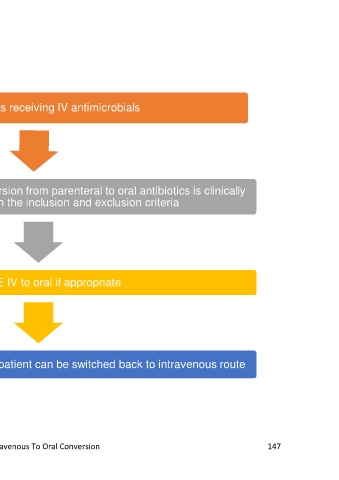 s receiving IV antimicrobials
rsion from parenteral to oral antibiotics is clinically
n the inclusion and exclusion criteria
E IV to oral if appropriate
patient can be switched back to intravenous route
avenous To Oral Conversion 147